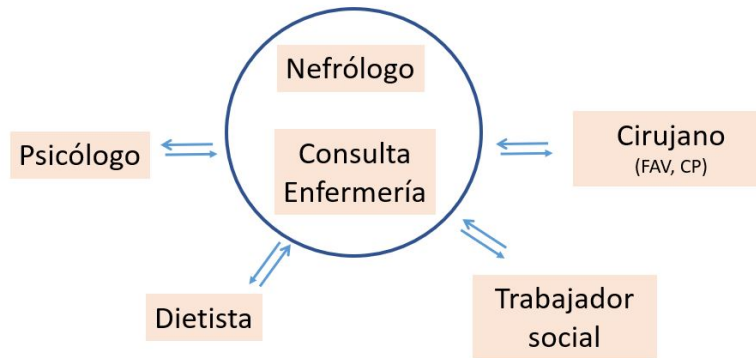 Nefrólogo
Psicólogo
Consulta
Enfermería
Cirujano
(FAV, CP)
Dietista
Trabajador
social